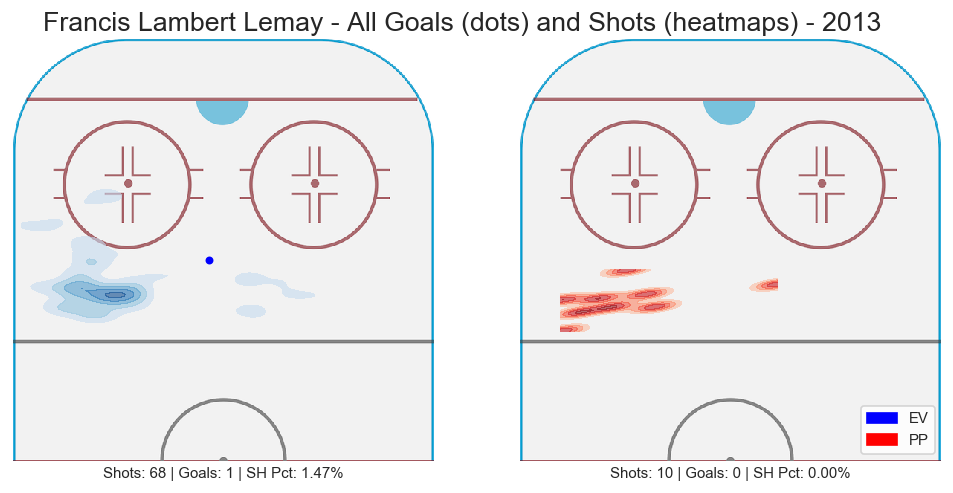 Francis Lambert Lemay - All Goals (dots) and Shots (heatmaps) - 2013
EV
PP
Shots: 68 | Goals: 1 | SH Pct: 1.47%
Shots: 10 | Goals: 0 | SH Pct: 0.00%